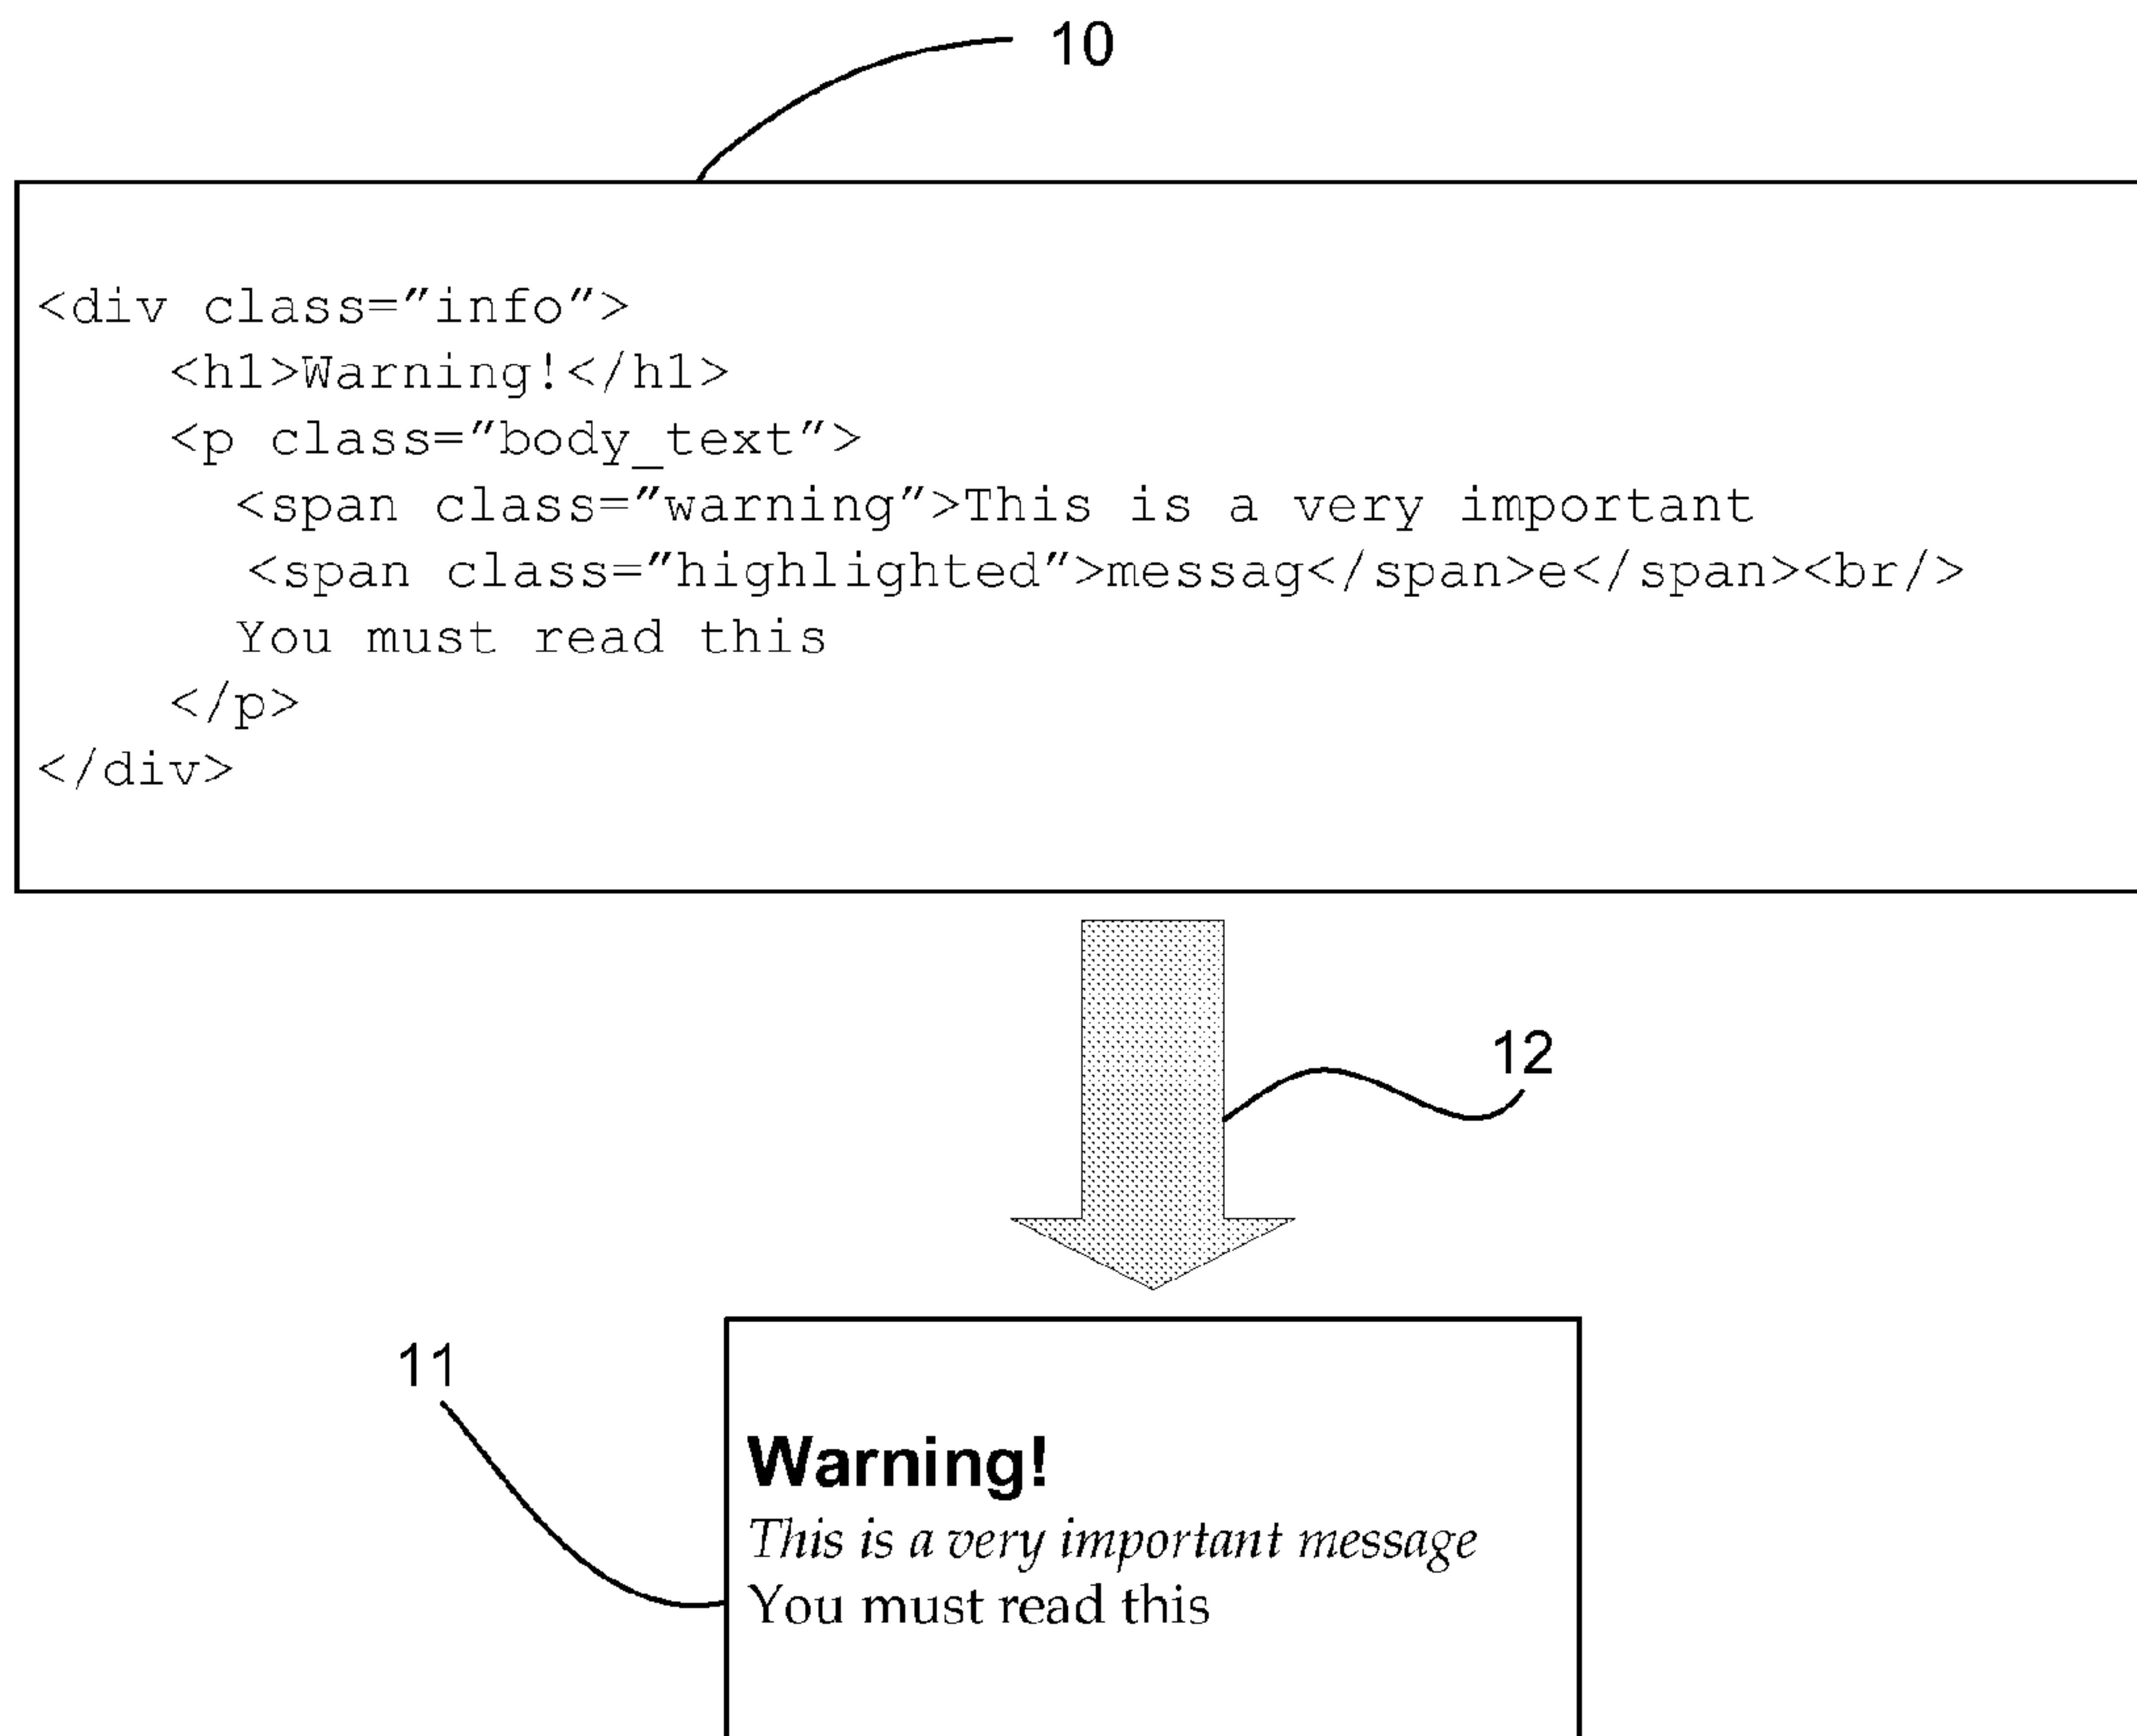 10
<div class=″info″>
<h1>Warning!</h1>
<p class=″body_text″>
<span class=″warning″>This is a very important
<span class=″highlighted″>messag</span>e</span><br/>
You must read this
</p>
</div>
12
11
Warning!
This is a very important message
You must read this